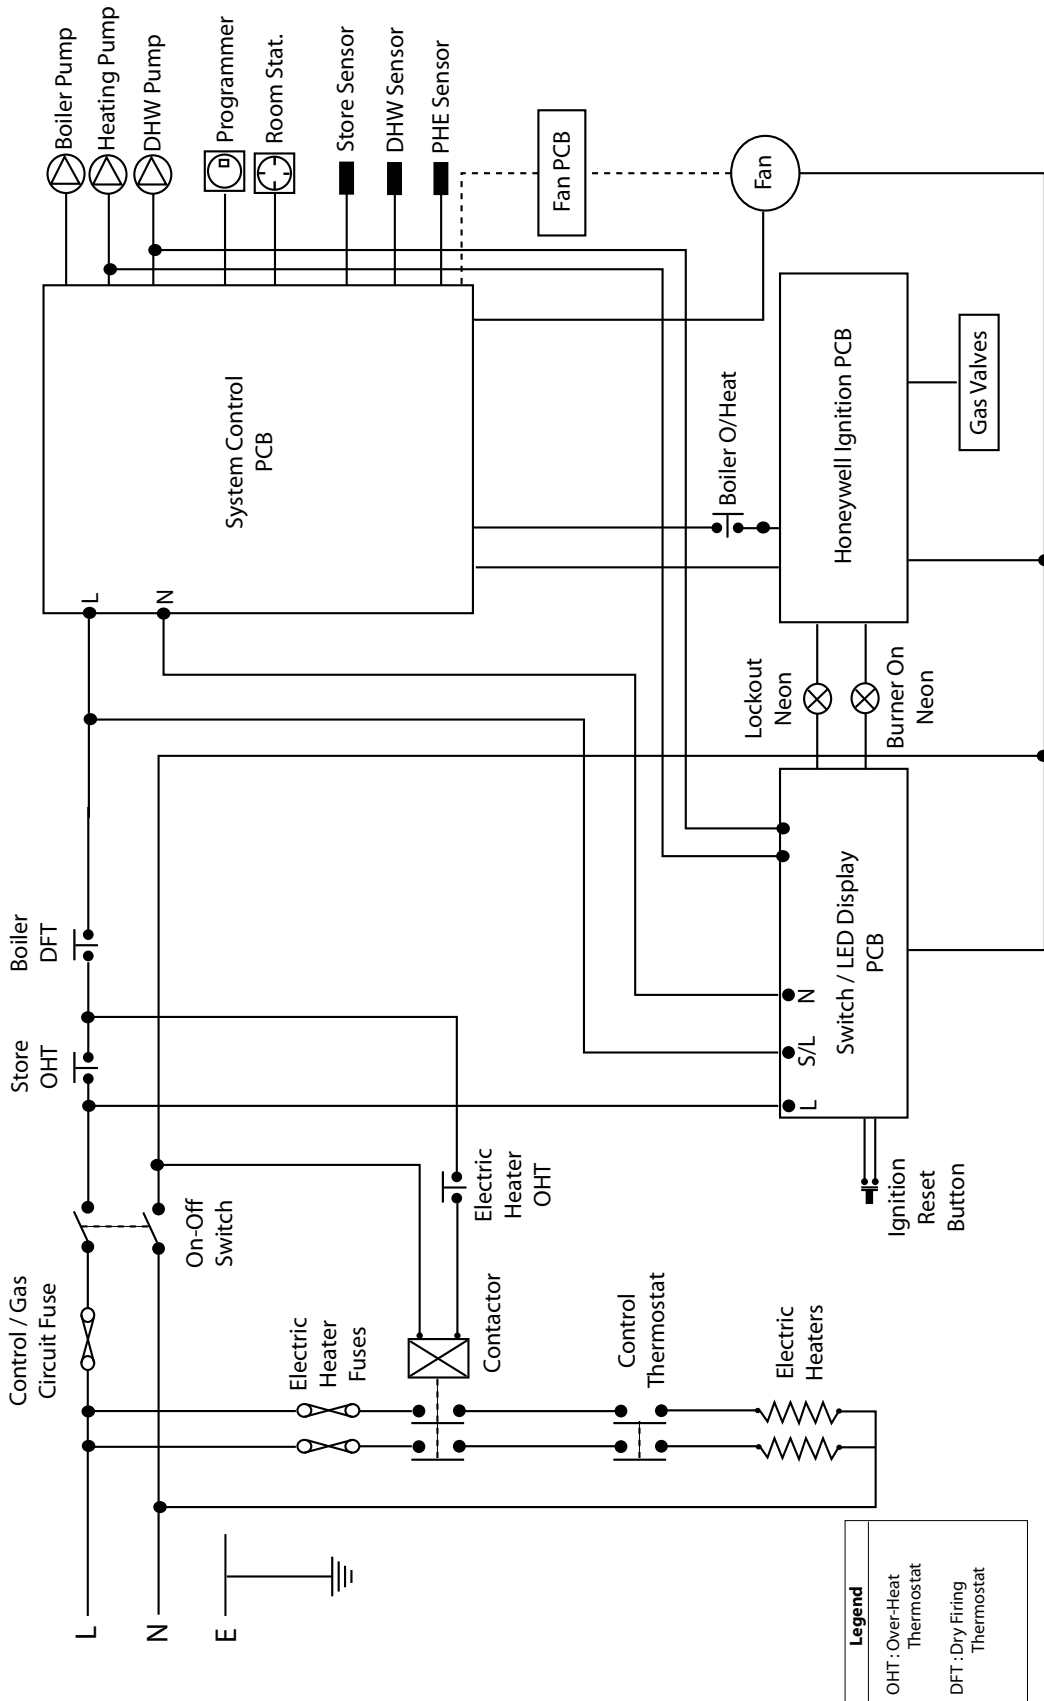 Boiler Pump
Heating Pump
DHW Pump
Programmer
Room Stat.
Store Sensor
DHW Sensor
PHE Sensor
Fan PCB
Fan
System Control
PCB
L
N
Boiler O/Heat
Honeywell Ignition PCB
Gas Valves
Lockout
Neon
Burner On
Neon
Boiler
DFT
Store
OHT
Switch / LED Display
PCB
N
S/L
L
Ignition
Reset
Button
Electric
Heater
OHT
On-Off
Switch
Control / Gas
Circuit Fuse
Electric
Heater
Fuses
Contactor
Control
Thermostat
Electric
Heaters
L
N
E
Legend
OHT : Over-Heat
Thermostat
DFT : Dry Firing
Thermostat